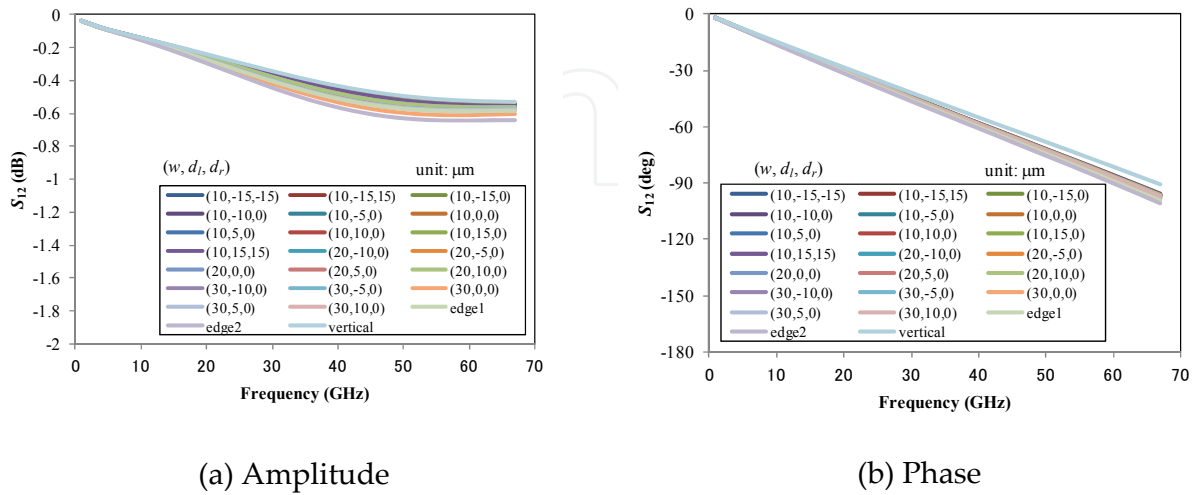 0
-0.2
-0.4
-0.6
-0.8
-1
-1.2
-1.4
-1.6
-1.8
-2
S12 (dB)
(w, dl, dr) unit: μm
(10,-15,-15) (10,-15,15) (10,-15,0)
(10,-10,0) (10,-5,0) (10,0,0)
(10,5,0) (10,10,0) (10,15,0)
(10,15,15) (20,-10,0) (20,-5,0)
(20,0,0) (20,5,0) (20,10,0)
(30,-10,0) (30,-5,0) (30,0,0)
(30,5,0) (30,10,0) edge1
edge2 vertical
0 10 20 30 40 50 60 70
Frequency (GHz)
(a) Amplitude
0
-30
-60
-90
-120
-150
-180
S12 (deg)
(w, dl, dr) unit: μm
(10,-15,-15) (10,-15,15) (10,-15,0)
(10,-10,0) (10,-5,0) (10,0,0)
(10,5,0) (10,10,0) (10,15,0)
(10,15,15) (20,-10,0) (20,-5,0)
(20,0,0) (20,5,0) (20,10,0)
(30,-10,0) (30,-5,0) (30,0,0)
(30,5,0) (30,10,0) edge1
edge2 vertical
0 10 20 30 40 50 60 70
Frequency (GHz)
(b) Phase